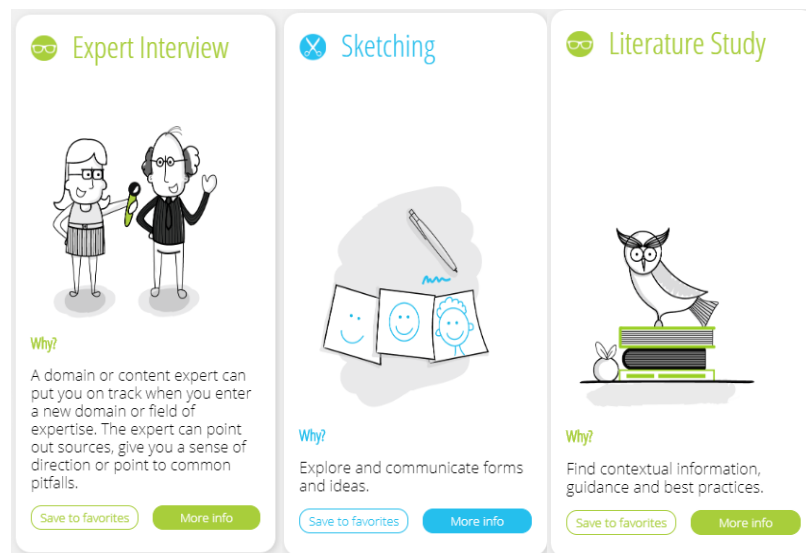 Expert Interview
Why?
A domain or content expert can
put you on track when you enter
a new domain or field of
expertise. The expert can point
out sources, give you a sense of
direction or point to common
pitfalls.
Save to favorites
More info
Sketching
Why?
Explore and communicate forms
and ideas.
Save to favorites
More info
Literature Study
Why?
Find contextual information,
guidance and best practices.
Save to favorites
More info